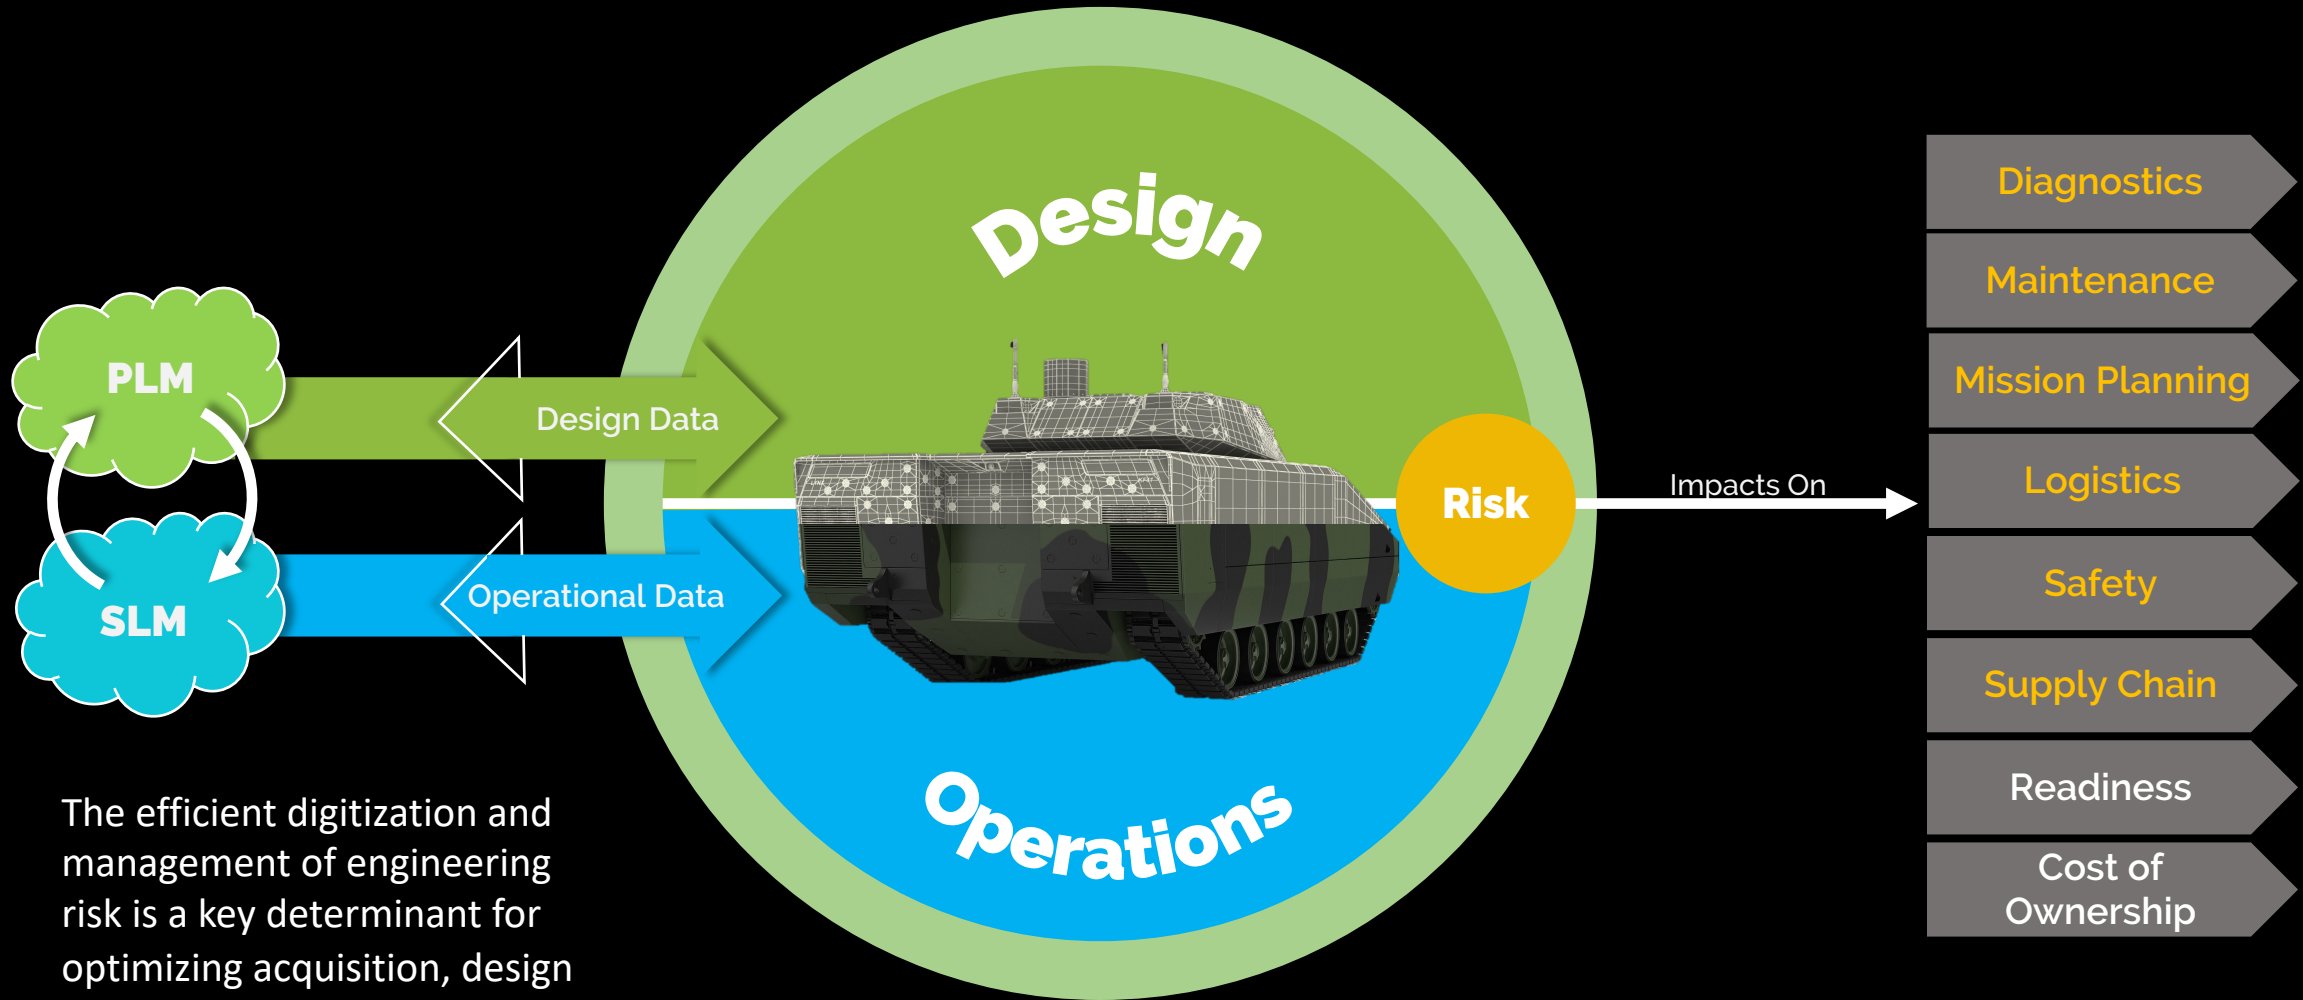 Design
PLM
Design Data
Risk
Impacts On
Operational Data
SLM
Operations
The efficient digitization and
management of engineering
risk is a key determinant for
optimizing acquisition, design
Diagnostics
Maintenance
Mission Planning
Logistics
Safety
Supply Chain
Readiness
Cost of
Ownership